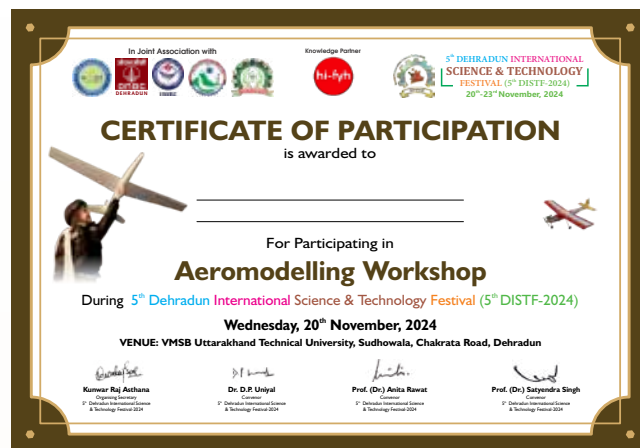 In Joint Association with
Knowledge Partner
DEHRADUN
hi-fyh
5th DEHRADUN INTERNATIONAL
SCIENCE & TECHNOLOGY
FESTIVAL (5th DISTF-2024)
20th-23rd November, 2024
CERTIFICATE OF PARTICIPATION
is awarded to
For Participating in
Aeromodelling Workshop
During 5th Dehradun International Science & Technology Festival (5th DISTF-2024)
Wednesday, 20th November, 2024
VENUE: VMSB Uttarakhand Technical University, Sudhowala, Chakrata Road, Dehradun
Kunwar Raj Asthana
Organising Secretary
5th Dehradun International Science
& Technology Festival-2024
Dr. D.P. Uniyal
Convenor
5th Dehradun International Science
& Technology Festival-2024
Prof. (Dr.) Anita Rawat
Convenor
5th Dehradun International Science
& Technology Festival-2024
Prof. (Dr.) Satyendra Singh
Convenor
5th Dehradun International Science
& Technology Festival-2024